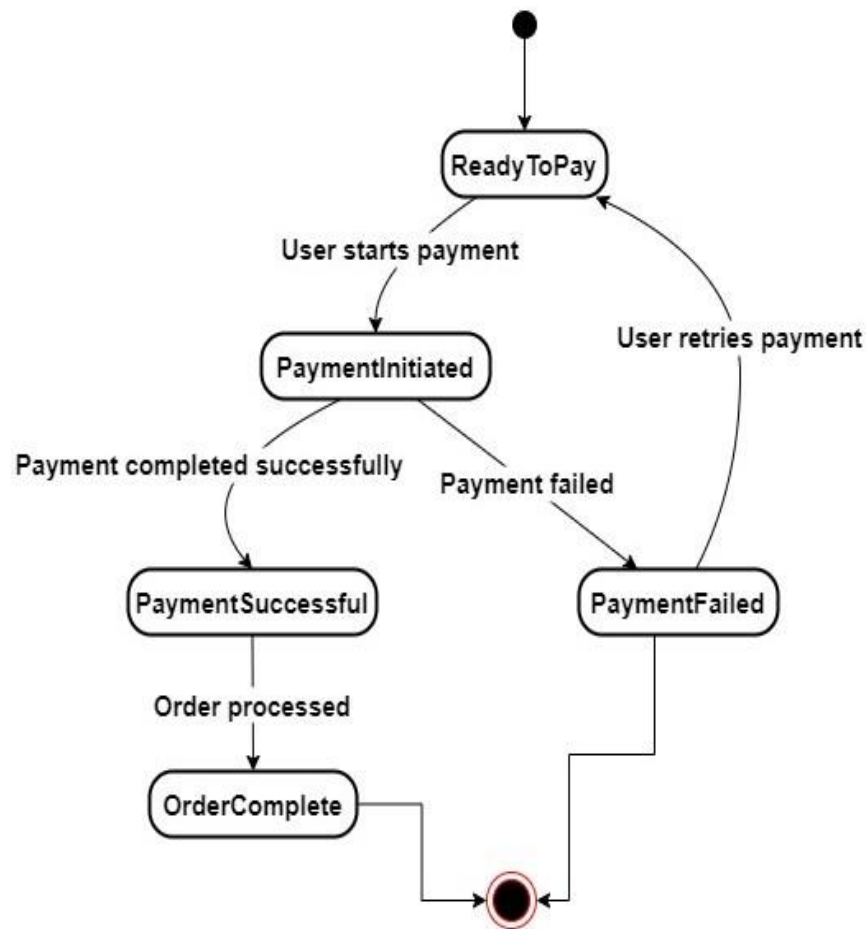 ReadyToPay
User starts payment
User retries payment
PaymentInitiated
Payment completed successfully
Payment failed
PaymentSuccessful
PaymentFailed
Order processed
OrderComplete